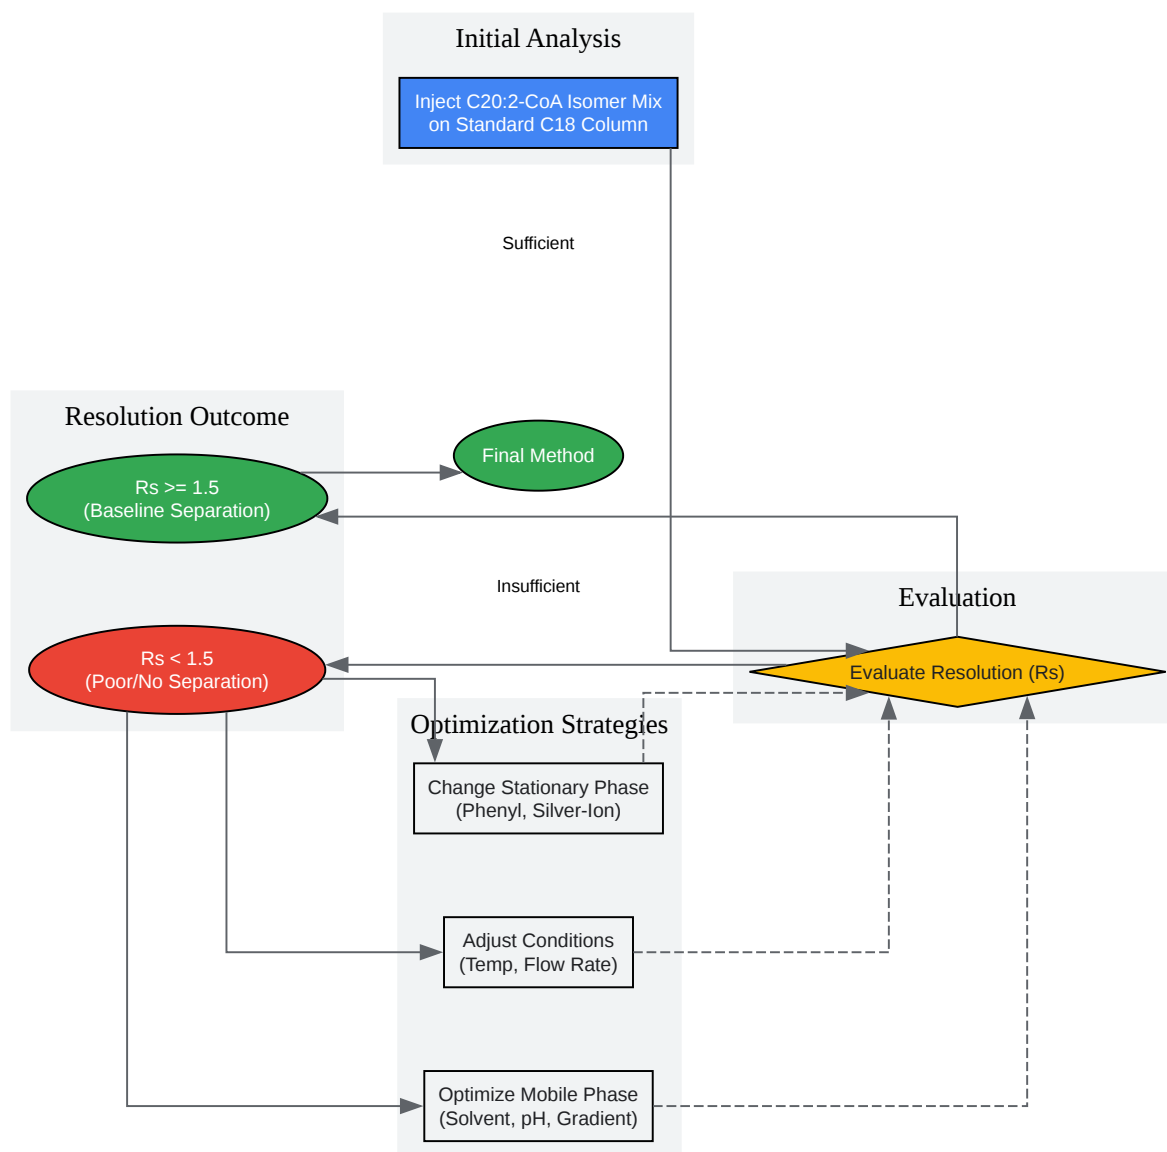 Initial Analysis
Inject C20:2-CoA Isomer Mix
on Standard C18 Column
Sufficient
Resolution Outcome
Rs >= 1.5
(Baseline Separation)
Final Method
Insufficient
Evaluation
Rs < 1.5
(Poor/No Separation)
Evaluate Resolution (Rs)
Optimization Strategies
Change Stationary Phase
(Phenyl, Silver-Ion)
Adjust Conditions
(Temp, Flow Rate)
Optimize Mobile Phase
(Solvent, pH, Gradient)